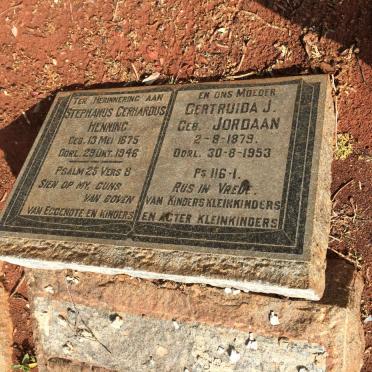 TER HERINNERING AAN
STEPHANUS GERHARDUS
HENNING
GEB. 13 MEI 1875
OORL. 29 OKT. 1946
PSALM 25 VERS 8
SIEN OP MY GUNS
VAN BOVEN
VAN EGGENOTE EN KINDERS
EN ONS MOEDER
GERTRUIDA J.
GEB. JORDAAN
2-8-1879
OORL. 30-8-1953
PS 116-1.
RUS IN VREDE.
VAN KINDERS KLEINKINDERS
EN AGTER KLEINKINDERS